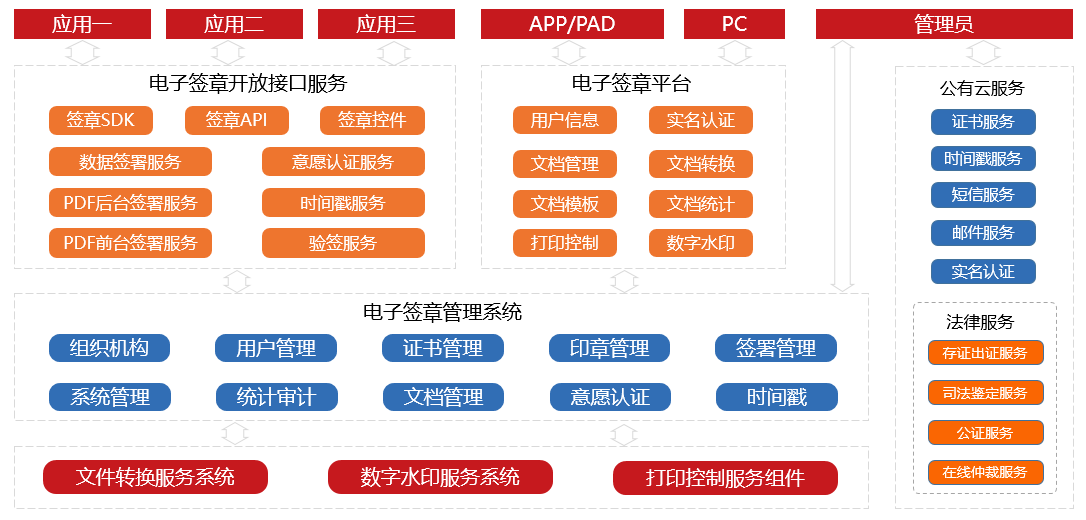 应用一
应用二
应用三
APP/PAD
PC
管理员
电子签章开放接口服务
签章SDK
签章API
签章控件
数据签署服务
意愿认证服务
PDF后台签署服务
时间戳服务
PDF前台签署服务
验签服务
电子签章平台
用户信息
实名认证
文档管理
文档转换
文档模板
文档统计
打印控制
数字水印
公有云服务
证书服务
时间戳服务
短信服务
邮件服务
实名认证
法律服务
存证出证服务
司法鉴定服务
公证服务
在线仲裁服务
电子签章管理系统
组织机构
用户管理
证书管理
印章管理
签署管理
系统管理
统计审计
文档管理
意愿认证
时间戳
文件转换服务系统
数字水印服务系统
打印控制服务组件